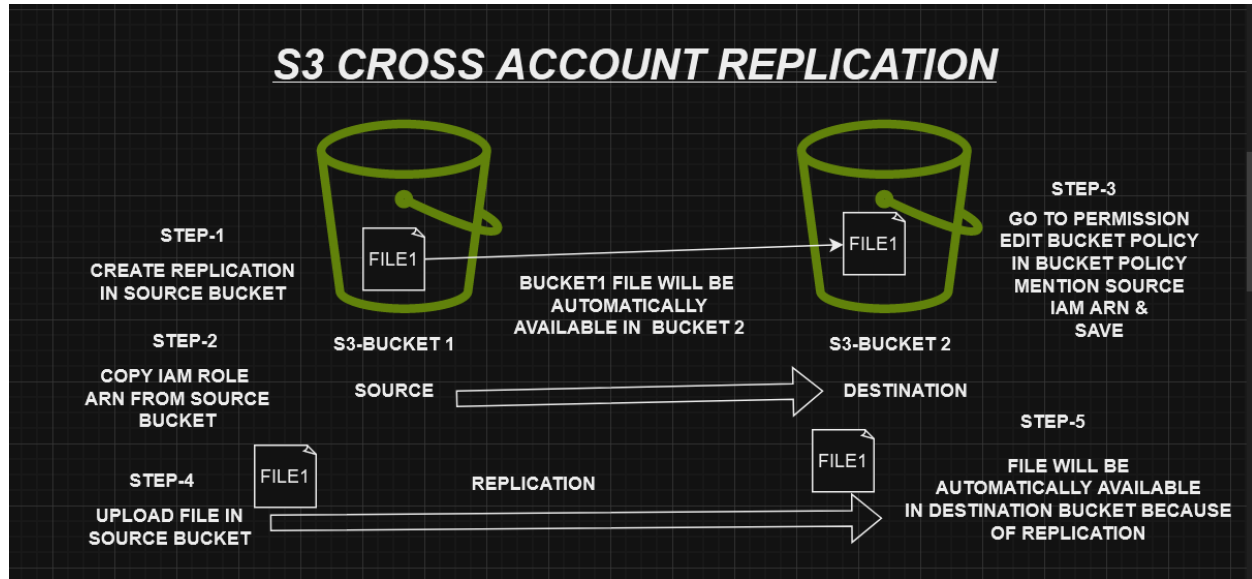 S3 CROSS ACCOUNT REPLICATION
STEP-1
CREATE REPLICATION
IN SOURCE BUCKET
FILE1
BUCKET1 FILE WILL BE
AUTOMATICALLY
AVAILABLE IN BUCKET 2
FILE1
STEP-3
GO TO PERMISSION
EDIT BUCKET POLICY
IN BUCKET POLICY
MENTION SOURCE
IAM ARN &
SAVE
STEP-2
COPY IAM ROLE
ARN FROM SOURCE
BUCKET
S3-BUCKET 1
SOURCE
S3-BUCKET 2
DESTINATION
STEP-4
UPLOAD FILE IN
SOURCE BUCKET
FILE1
REPLICATION
FILE1
STEP-5
FILE WILL BE
AUTOMATICALLY AVAILABLE
IN DESTINATION BUCKET BECAUSE
OF REPLICATION